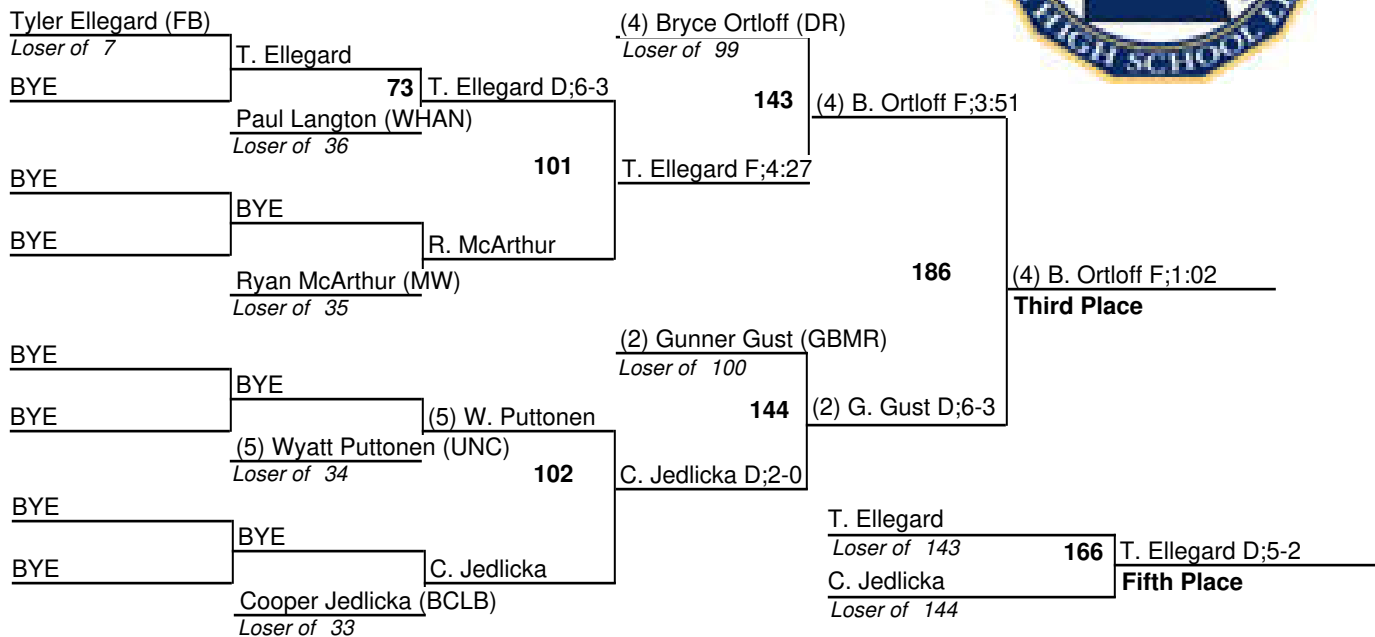 HIGH SCHOOL
Tyler Ellegard (FB)
Loser of 7
BYE
T. Ellegard
73
Paul Langton (WHAN)
Loser of 36
T. Ellegard D;6-3
BYE
BYE
BYE
Ryan McArthur (MW)
Loser of 35
R. McArthur
101
(4) Bryce Ortloff (DR)
Loser of 99
143
T. Ellegard F;4:27
(4) B. Ortloff F;3:51
BYE
BYE
BYE
(5) W. Puttonen
(5) Wyatt Puttonen (UNC)
Loser of 34
102
BYE
BYE
BYE
C. Jedlicka
Cooper Jedlicka (BCLB)
Loser of 33
(2) Gunner Gust (GBMR)
Loser of 100
144
(2) G. Gust D;6-3
C. Jedlicka D;2-0
186
(4) B. Ortloff F;1:02
Third Place
T. Ellegard
Loser of 143
166
C. Jedlicka
Loser of 144
T. Ellegard D;5-2
Fifth Place